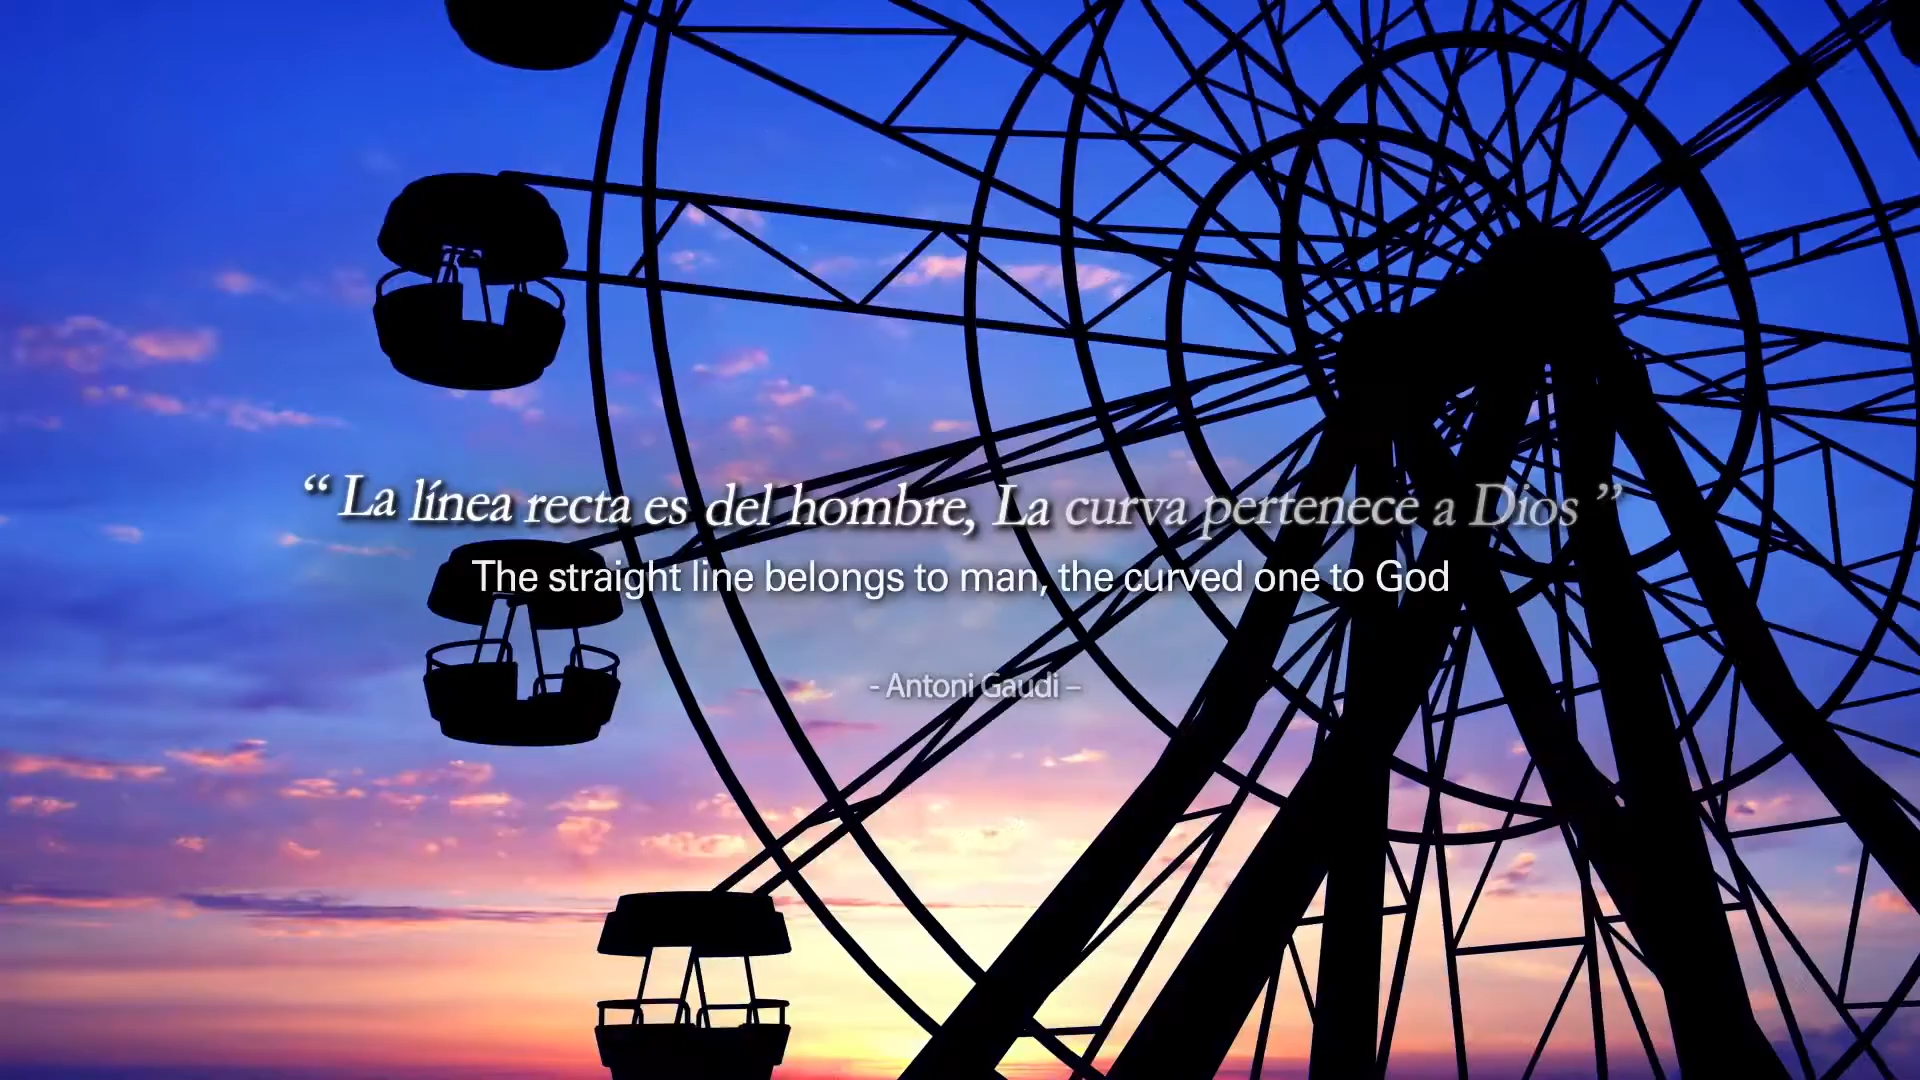 “ La línea recta es del hombre, La curva pertenece a Dios ”
The straight line belongs to man, the curved one to God
- Antoni Gaudi –